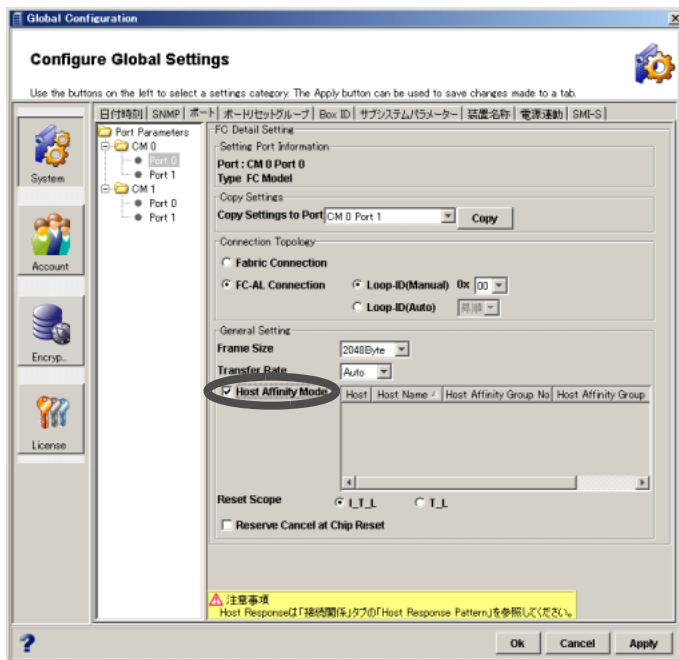 Global Configuration
Configure Global Settings
Use the buttons on the left to select a settings category. The Apply button can be used to save changes made to a tab.
日付時刻 SNMP ポート ポートリセットグループ Box ID サブシステムパラメーター 装置名称 電源連動 SMI-S
System
Account
Encryp..
License
Port Parameters
CM 0
Port 0
Port 1
CM 1
Port 0
Port 1
FC Detail Setting
Setting Port Information
Port : CM 0 Port 0
Type FC Model
Copy Settings
Copy Settings to Port CM 0 Port 1 Copy
Connection Topology
Fabric Connection
FC-AL Connection Loop-ID(Manual) 0x 00
Loop-ID(Auto) 昇順
General Setting
Frame Size 2048Byte
Transfer Rate Auto
Host Affinity Mode Host Host Name Host Affinity Group No Host Affinity Group
Reset Scope I_T_L T_L
Reserve Cancel at Chip Reset
注意事項
Host Responseは「接続関係」タブの「Host Response Pattern」を参照してください。
? Ok Cancel Apply